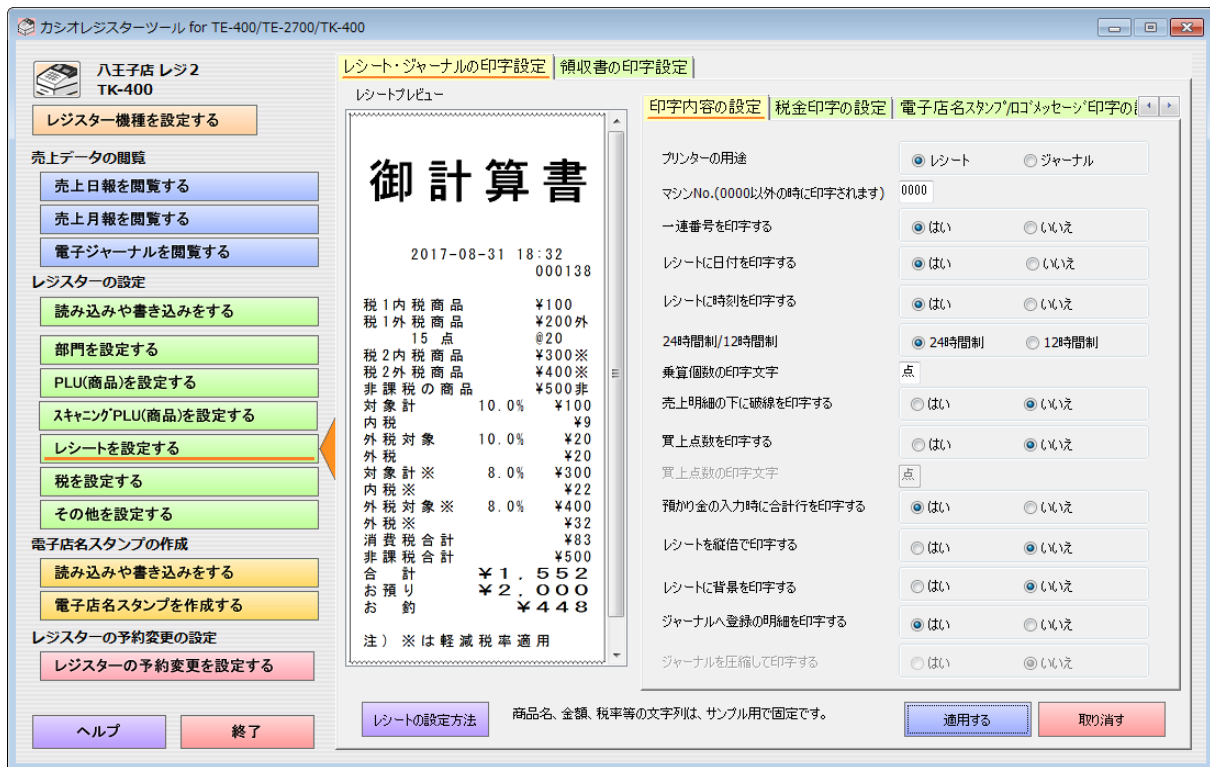 カシオレジスターツール for TE-400/TE-2700/TK-400
八王子店 レジ2
TK-400
レジスター機種を設定する
売上データの閲覧
売上日報を閲覧する
売上月報を閲覧する
電子ジャーナルを閲覧する
レジスターの設定
読み込みや書き込みをする
部門を設定する
PLU(商品)を設定する
ｽｷｬﾆﾝｸﾞPLU(商品)を設定する
レシートを設定する
税を設定する
その他を設定する
電子店名スタンプの作成
読み込みや書き込みをする
電子店名スタンプを作成する
レジスターの予約変更の設定
レジスターの予約変更を設定する
ヘルプ 終了
レシート・ジャーナルの印字設定 領収書の印字設定
レシートプレビュー
御計算書
2017-08-31 18:32
000138
税1内税商品 ¥100
税1外税商品 ¥200外
15 点 @20
税2内税商品 ¥300※
税2外税商品 ¥400※
非課税の商品 ¥500非
対象計 10.0% ¥100
内税 ¥9
外税対象 10.0% ¥20
外税 ¥20
対象計※ 8.0% ¥300
内税※ ¥22
外税対象※ 8.0% ¥400
外税※ ¥32
消費税合計 ¥83
非課税合計 ¥500
合 計 ¥1,552
お預り ¥2,000
お 釣 ¥448
注) ※は軽減税率適用
印字内容の設定 税金印字の設定 電子店名ｽﾀﾝﾌﾟ/ﾛｺﾞﾒｯｾｰｼﾞ印字の
プリンターの用途 レシート ジャーナル
マシンNo.(0000以外の時に印字されます) 0000
一連番号を印字する はい いいえ
レシートに日付を印字する はい いいえ
レシートに時刻を印字する はい いいえ
24時間制/12時間制 24時間制 12時間制
乗算個数の印字文字 点
売上明細の下に破線を印字する はい いいえ
買上点数を印字する はい いいえ
買上点数の印字文字 点
預かり金の入力時に合計行を印字する はい いいえ
レシートを縦倍で印字する はい いいえ
レシートに背景を印字する はい いいえ
ジャーナルへ登録の明細を印字する はい いいえ
ジャーナルを圧縮して印字する はい いいえ
レシートの設定方法 商品名、金額、税率等の文字列は、サンプル用で固定です。 適用する 取り消す